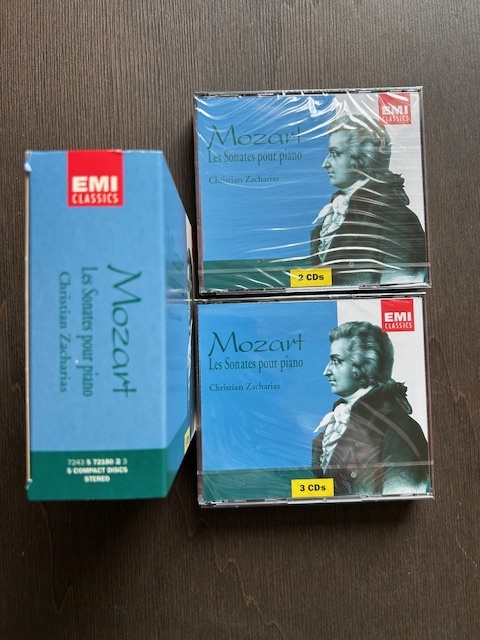 EMI
CLASSICS
Mozart
Les Sonates pour piano
Christian Zacharias
7243 5 72180 2 3
5 COMPACT DISCS
STEREO
EMI
CLASSICS
Mozart
Les Sonates pour piano
Christian Zacharias
2 CDs
EMI
CLASSICS
Mozart
Les Sonates pour piano
Christian Zacharias
3 CDs